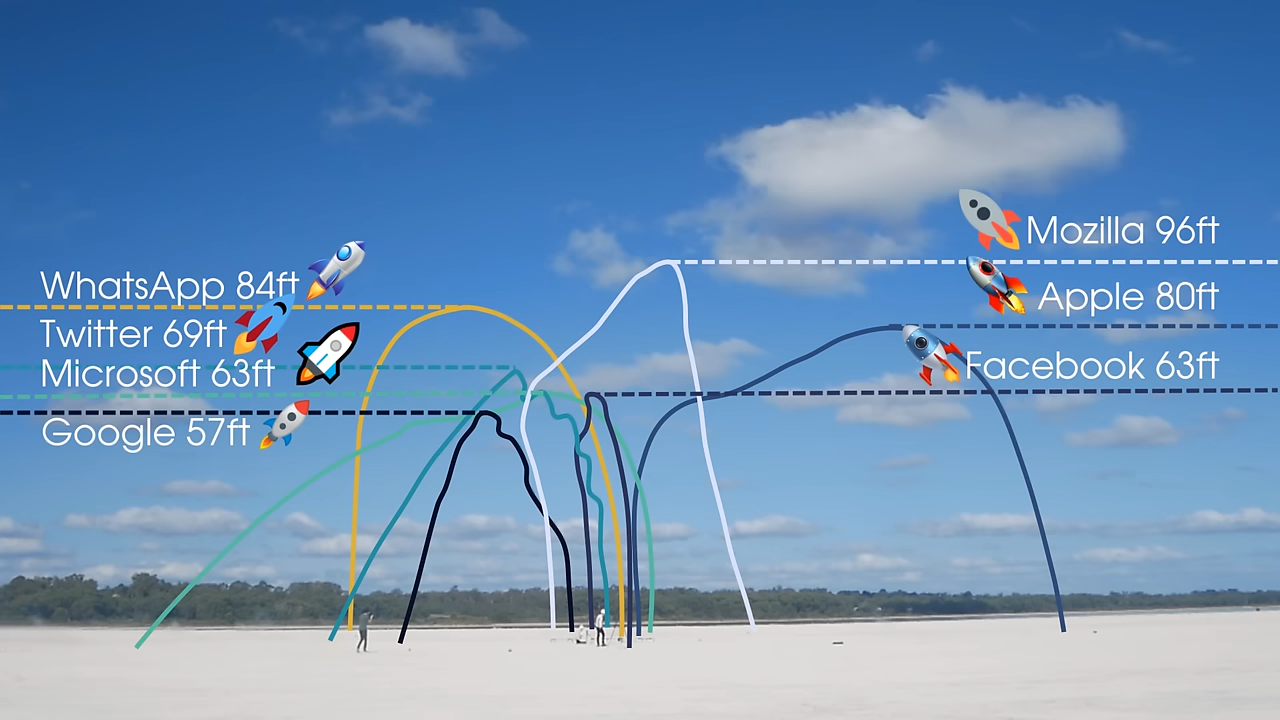 WhatsApp 84ft
Twitter 69ft
Microsoft 63ft
Google 57ft
Mozilla 96ft
Apple 80ft
Facebook 63ft